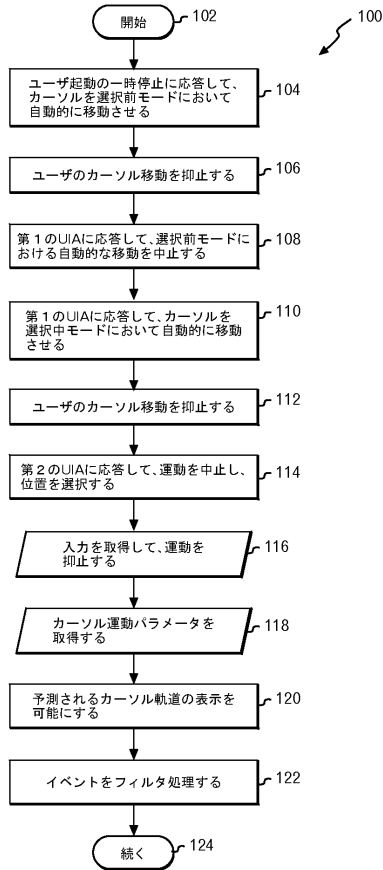 100
開始
102
ユーザ起動の一時停止に応答して、
カーソルを選択前モードにおいて
自動的に移動させる
104
ユーザのカーソル移動を抑止する
106
第1のUIAに応答して、選択前モードに
おける自動的な移動を中止する
108
第1のUIAに応答して、カーソルを
選択中モードにおいて自動的に移動
させる
110
ユーザのカーソル移動を抑止する
112
第2のUIAに応答して、運動を中止し、
位置を選択する
114
入力を取得して、運動を
抑止する
116
カーソル運動パラメータを
取得する
118
予測されるカーソル軌道の表示を
可能にする
120
イベントをフィルタ処理する
122
続く
124